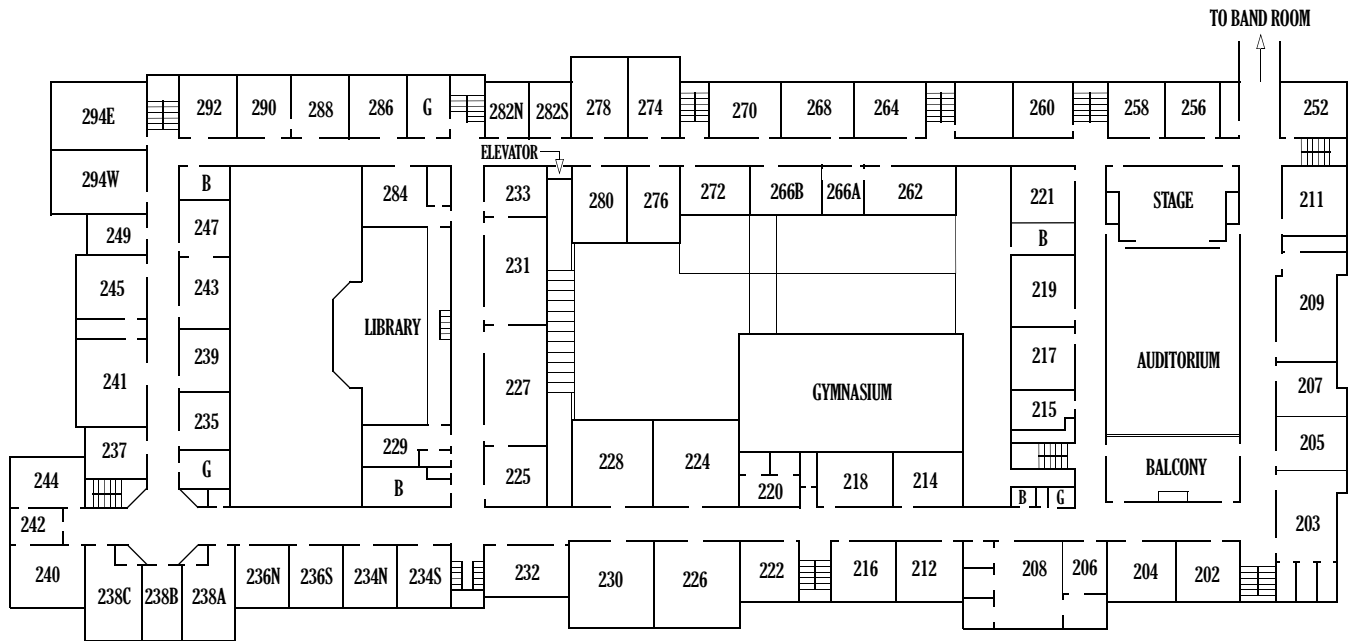 TO BAND ROOM
294E
292
290
288
286
G
282N
282S
278
274
270
268
264
260
258
256
252
ELEVATOR
294W
B
284
233
280
276
272
266B
266A
262
221
STAGE
211
247
249
B
231
245
243
219
209
LIBRARY
239
217
AUDITORIUM
241
227
GYMNASIUM
207
235
215
237
229
205
G
228
224
BALCONY
244
B
225
220
218
214
B
G
242
203
240
236N
236S
234N
234S
232
230
226
222
216
212
208
206
204
202
238C
238B
238A